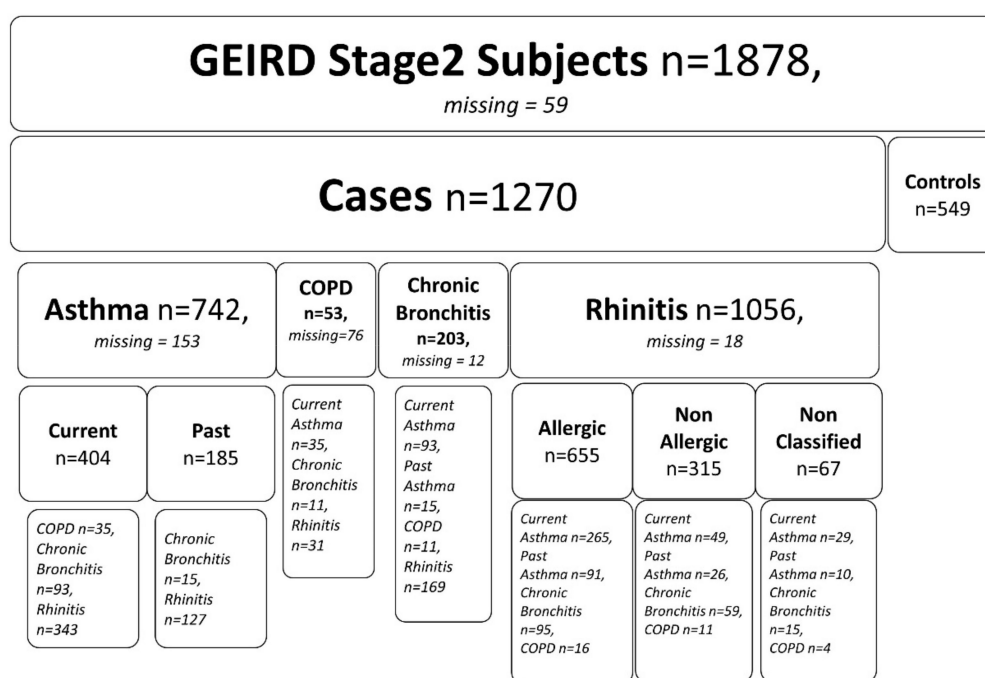 GEIRD Stage2 Subjects n=1878,
missing = 59
Cases n=1270
Controls
n=549
Asthma n=742,
missing = 153
COPD
n=53,
missing=76
Chronic
Bronchitis
n=203,
missing = 12
Rhinitis n=1056,
missing = 18
Current
n=404
Past
n=185
Current
Asthma
n=35,
Chronic
Bronchitis
n=11,
Rhinitis
n=31
Current
Asthma
n=93,
Past
Asthma
n=15,
COPD
n=11,
Rhinitis
n=169
Allergic
n=655
Non
Allergic
n=315
Non
Classified
n=67
COPD n=35,
Chronic
Bronchitis
n=93,
Rhinitis
n=343
Chronic
Bronchitis
n=15,
Rhinitis
n=127
Current
Asthma n=265,
Past
Asthma n=91,
Chronic
Bronchitis
n=95,
COPD n=16
Current
Asthma n=49,
Past
Asthma n=26,
Chronic
Bronchitis n=59,
COPD n=11
Current
Asthma n=29,
Past
Asthma n=10,
Chronic
Bronchitis
n=15,
COPD n=4